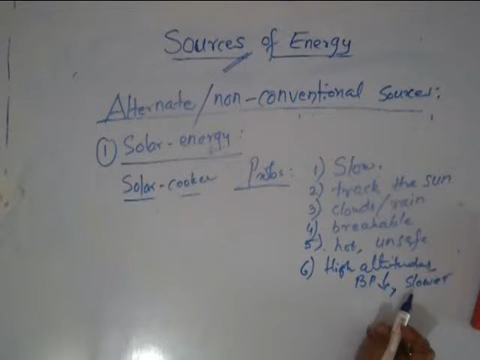 Sources of Energy
Alternate/non-conventional sources:
① Solar-energy:
Solar-cooker Probs: 1) Slow.
2) track the sun
3) clouds/rain
4) breakable
5) hot, unsafe
6) High altitudes
BP↓, slower